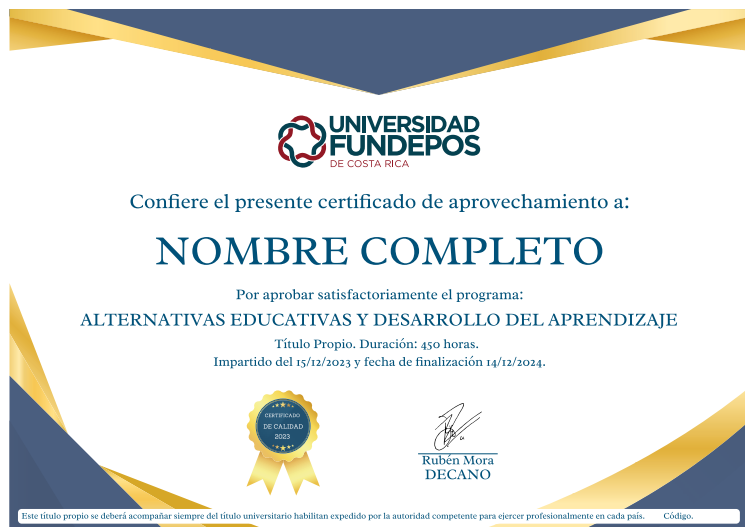 UNIVERSIDAD
FUNDEPOS
DE COSTA RICA
Confiere el presente certificado de aprovechamiento a:
NOMBRE COMPLETO
Por aprobar satisfactoriamente el programa:
ALTERNATIVAS EDUCATIVAS Y DESARROLLO DEL APRENDIZAJE
Título Propio. Duración: 450 horas.
Impartido del 15/12/2023 y fecha de finalización 14/12/2024.
CERTIFICADO
DE CALIDAD
2023
Rubén Mora
DECANO
Este título propio se deberá acompañar siempre del título universitario habilitan expedido por la autoridad competente para ejercer profesionalmente en cada país. Código.